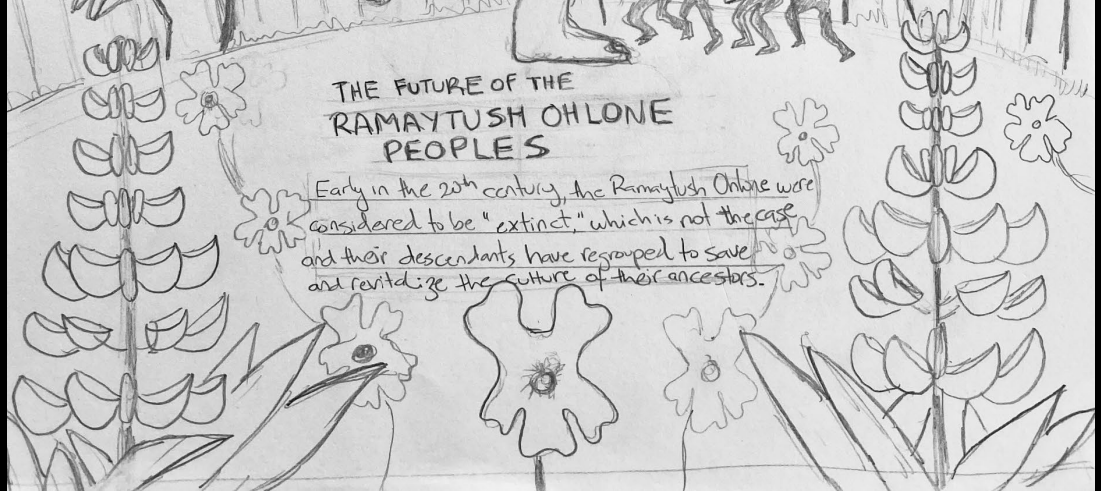 THE FUTURE OF THE
RAMAYTUSH OHLONE
PEOPLES
Early in the 20th century, the Ramaytush Ohlone were
considered to be "extinct," which is not the case
and their descendants have regrouped to save
and revitalize the culture of their ancestors.